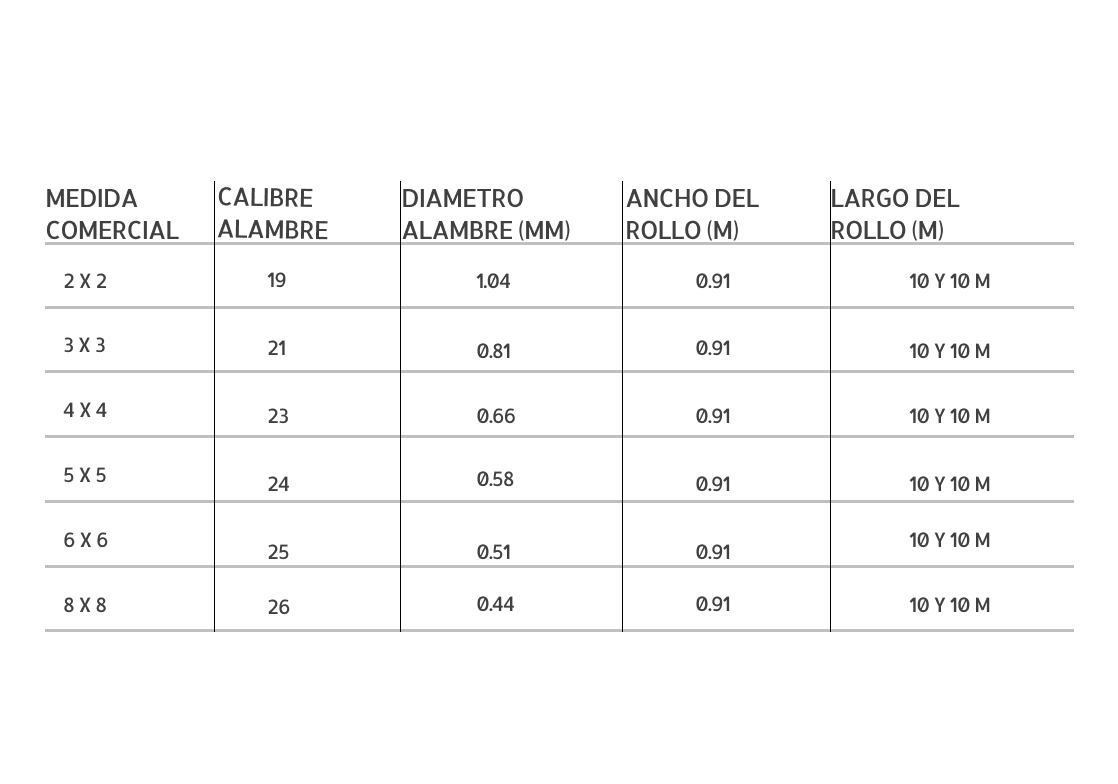 MEDIDA COMERCIAL CALIBRE ALAMBRE DIAMETRO ALAMBRE (MM) ANCHO DEL ROLLO (M) LARGO DEL ROLLO (M)
2 X 2 19 1.04 0.91 10 Y 10 M
3 X 3 21 0.81 0.91 10 Y 10 M
4 X 4 23 0.66 0.91 10 Y 10 M
5 X 5 24 0.58 0.91 10 Y 10 M
6 X 6 25 0.51 0.91 10 Y 10 M
8 X 8 26 0.44 0.91 10 Y 10 M